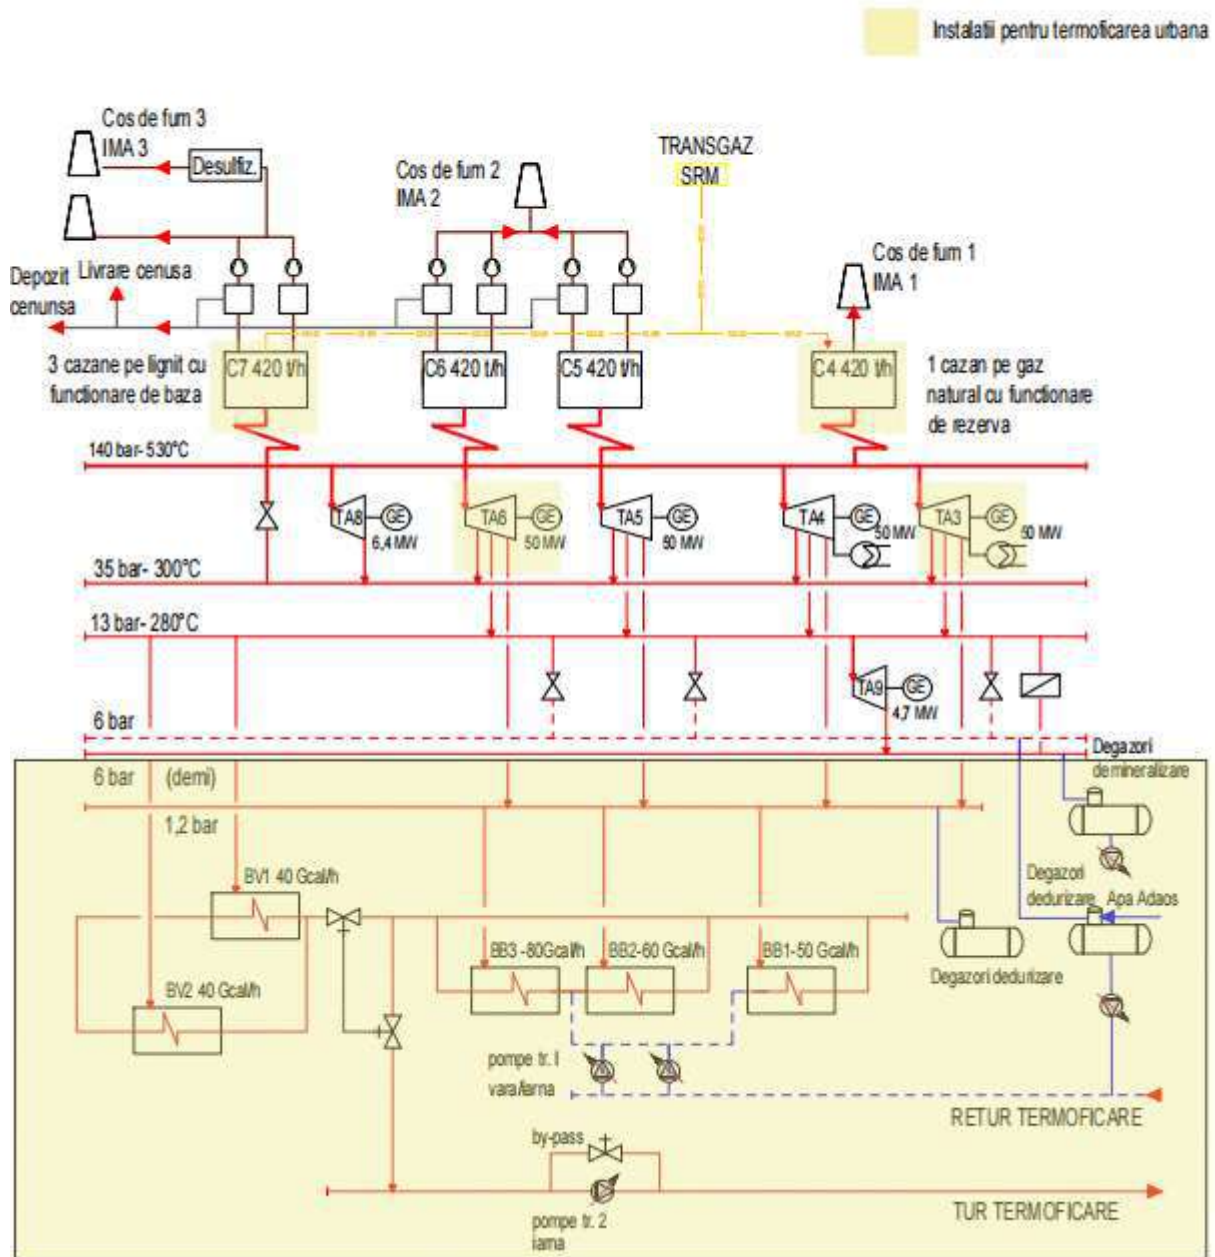 Instalatii pentru termoficarea urbana
Cos de fum 3
IMA 3
Desulfiz.
Cos de fum 2
IMA 2
TRANSGAZ
SRM
Cos de fum 1
IMA 1
Depozit
cenunsa
Livrare cenusa
3 cazane pe lignit cu
functionare de baza
C7 420 t/h
C6 420 t/h
C5 420 t/h
C4 420 t/h
1 cazan pe gaz
natural cu functionare
de rezerva
140 bar- 530°C
TA8
GE
6,4 MW
TA6
GE
50 MW
TA5
GE
50 MW
TA4
GE
50 MW
TA3
GE
50 MW
35 bar- 300°C
13 bar- 280°C
TA9
GE
4,7 MW
6 bar
6 bar
(demi)
Degazori
demineralizare
1,2 bar
BV1 40 Gcal/h
Degazori
dedurizare
Apa Adaos
BB3 -80Gcal/h
BB2-60 Gcal/h
BB1-50 Gcal/h
Degazori dedurizare
BV2 40 Gcal/h
pompe tr. I
vara/iarna
RETUR TERMOFICARE
by-pass
TUR TERMOFICARE
pompe tr. 2
iarna